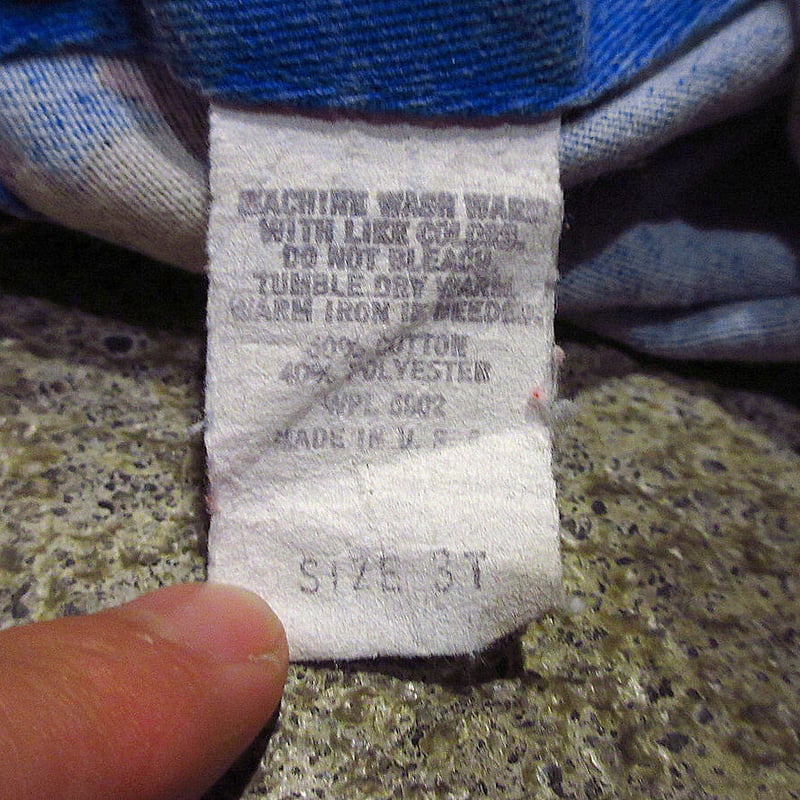 MACHINE WASH WARM
WITH LIKE COLORS.
DO NOT BLEACH.
TUMBLE DRY WARM.
WARM IRON IF NEEDED.
60% COTTON
40% POLYESTER
WPL 6902
MADE IN U. S. A.
SIZE 3T